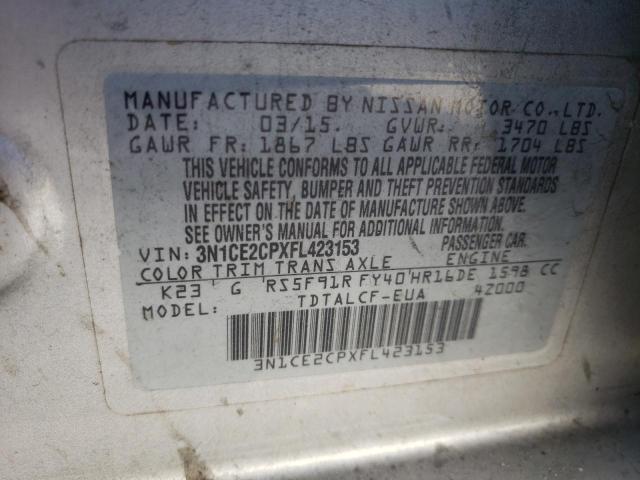 MANUFACTURED BY NISSAN MOTOR CO., LTD.
DATE: 03/15. GVWR: 3470 LBS
GAWR FR: 1867 LBS GAWR RR: 1704 LBS
THIS VEHICLE CONFORMS TO ALL APPLICABLE FEDERAL MOTOR
VEHICLE SAFETY, BUMPER AND THEFT PREVENTION STANDARDS
IN EFFECT ON THE DATE OF MANUFACTURE SHOWN ABOVE.
SEE OWNER'S MANUAL FOR ADDITIONAL INFORMATION.
VIN: 3N1CE2CPXFL423153 PASSENGER CAR.
COLOR TRIM TRANS AXLE ENGINE
K23 G RS5F91R FY40 HR16DE 1598 CC
MODEL: TDTALCF-EUA 4Z000
3N1CE2CPXFL423153